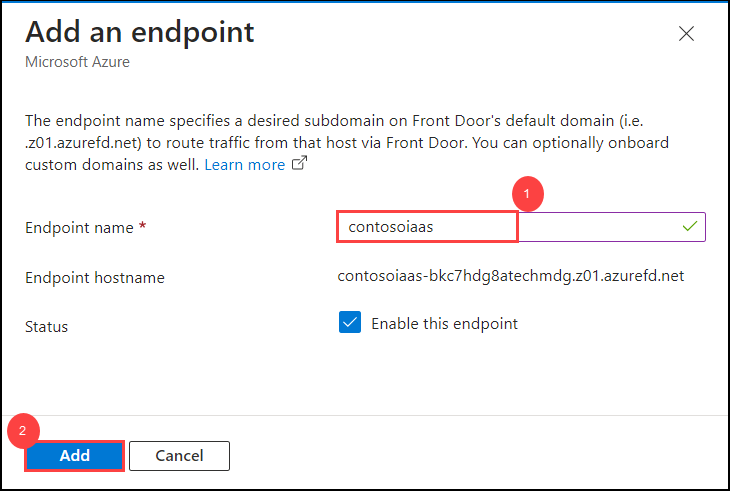 Add an endpoint
Microsoft Azure
The endpoint name specifies a desired subdomain on Front Door's default domain (i.e.
.z01.azurefd.net) to route traffic from that host via Front Door. You can optionally onboard
custom domains as well. Learn more
1
Endpoint name * contosoiaas
Endpoint hostname contosoiaas-bkc7hdg8atechmdg.z01.azurefd.net
Status Enable this endpoint
2
Add Cancel